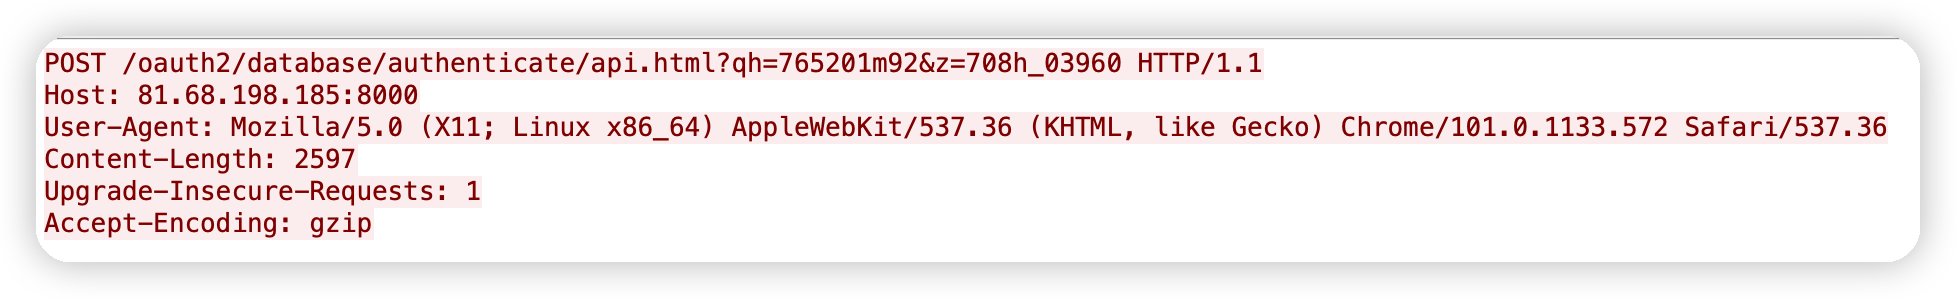 POST /oauth2/database/authenticate/api.html?qh=765201m92&z=708h_03960 HTTP/1.1
Host: 81.68.198.185:8000
User-Agent: Mozilla/5.0 (X11; Linux x86_64) AppleWebKit/537.36 (KHTML, like Gecko) Chrome/101.0.1133.572 Safari/537.36
Content-Length: 2597
Upgrade-Insecure-Requests: 1
Accept-Encoding: gzip